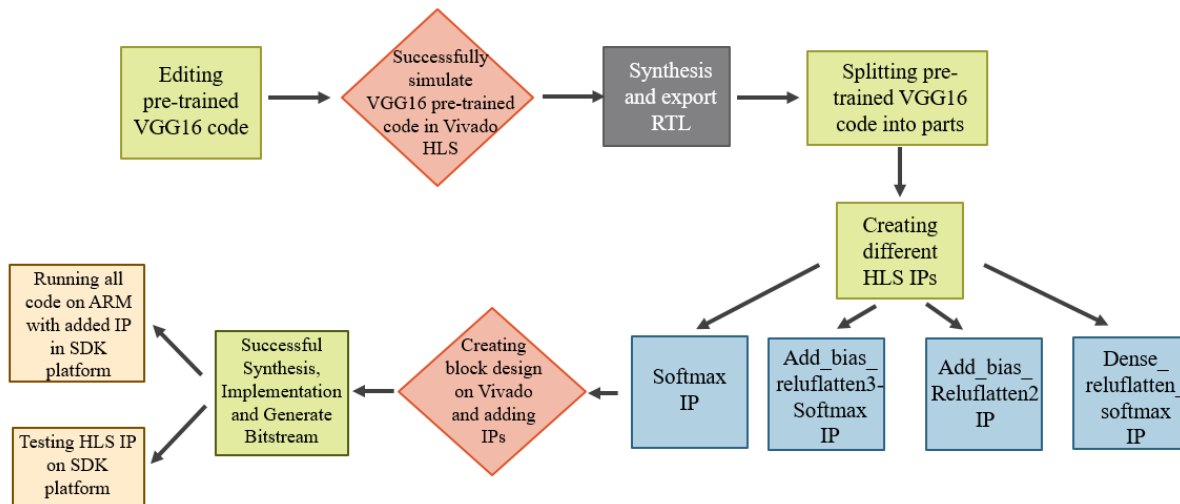 Editing
pre-trained
VGG16 code
Successfully
simulate
VGG16 pre-trained
code in Vivado
HLS
Synthesis
and export
RTL
Splitting pre-
trained VGG16
code into parts
Creating
different
HLS IPs
Softmax
IP
Add_bias_
reluflatten3-
Softmax
IP
Add_bias_
Reluflatten2
IP
Dense_
reluflatten_
softmax
IP
Creating
block design
on Vivado
and adding
IPs
Successful
Synthesis,
Implementation
and Generate
Bitstream
Running all
code on ARM
with added IP
in SDK
platform
Testing HLS IP
on SDK
platform